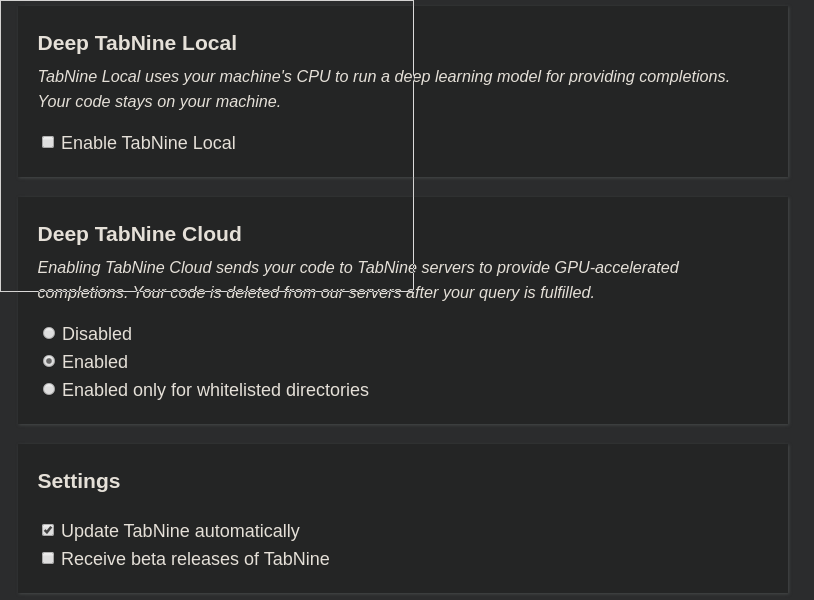 Deep TabNine Local
TabNine Local uses your machine's CPU to run a deep learning model for providing completions.
Your code stays on your machine.
Enable TabNine Local
Deep TabNine Cloud
Enabling TabNine Cloud sends your code to TabNine servers to provide GPU-accelerated
completions. Your code is deleted from our servers after your query is fulfilled.
Disabled
Enabled
Enabled only for whitelisted directories
Settings
Update TabNine automatically
Receive beta releases of TabNine